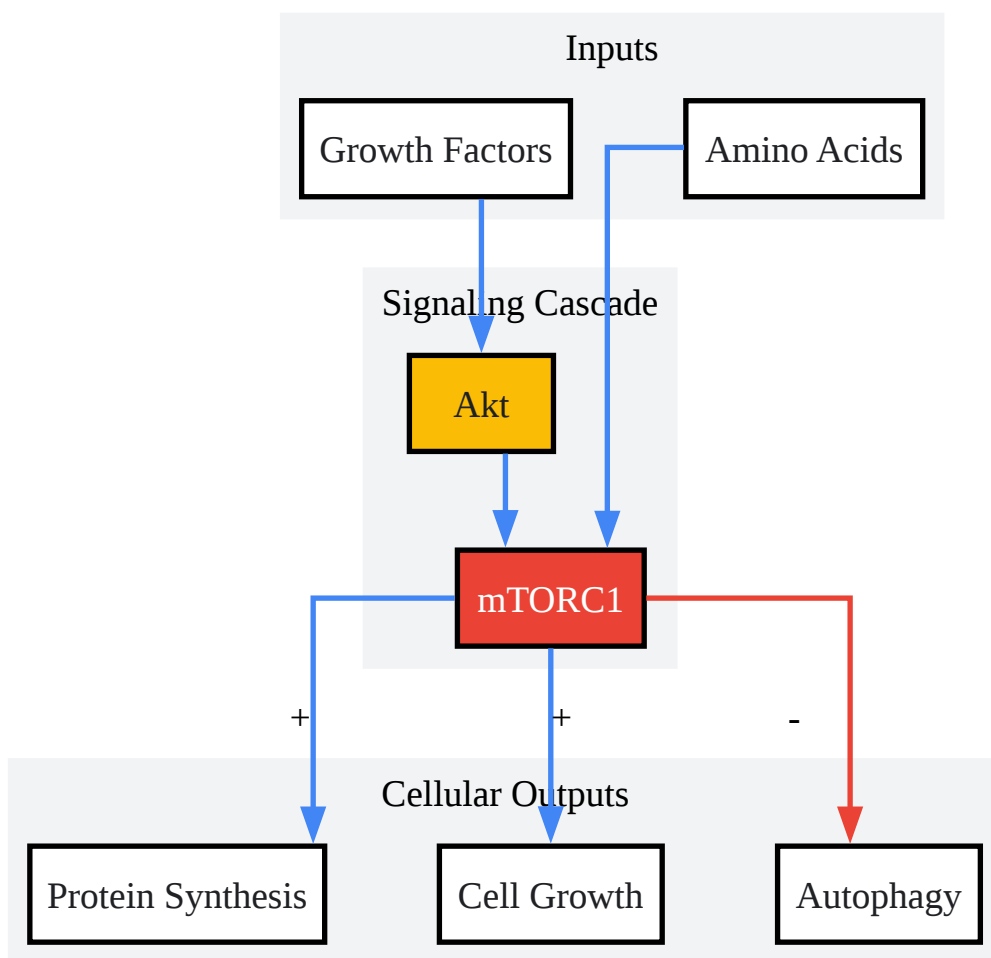 Inputs
Growth Factors
Amino Acids
Signaling Cascade
Akt
mTORC1
+
+
-
Cellular Outputs
Protein Synthesis
Cell Growth
Autophagy